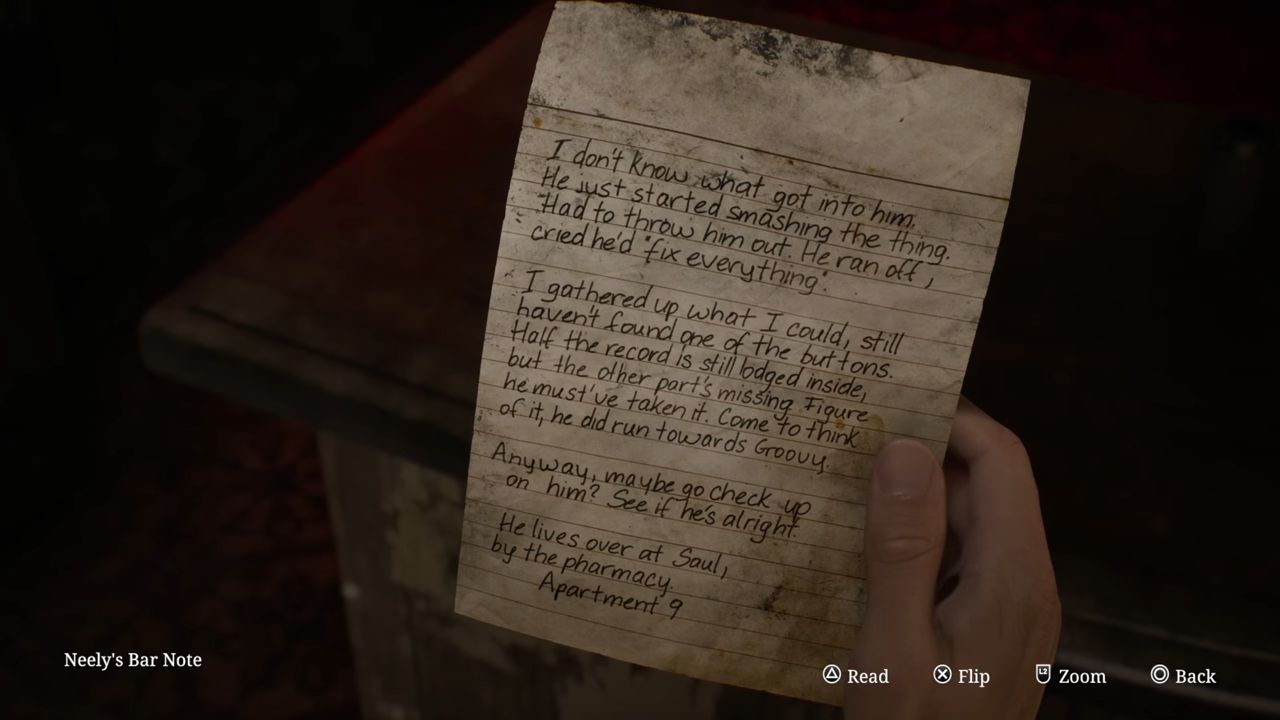 I don't know what got into him.
He just started smashing the thing.
Had to throw him out. He ran off,
cried he'd "fix everything".
I gathered up what I could, still
haven't found one of the buttons.
Half the record is still lodged inside,
but the other part's missing. Figure
he must've taken it. Come to think
of it, he did run towards Groovy.
Anyway, maybe go check up
on him? See if he's alright.
He lives over at Saul,
by the pharmacy.
Apartment 9
Neely's Bar Note
Read
Flip
L2 Zoom
Back